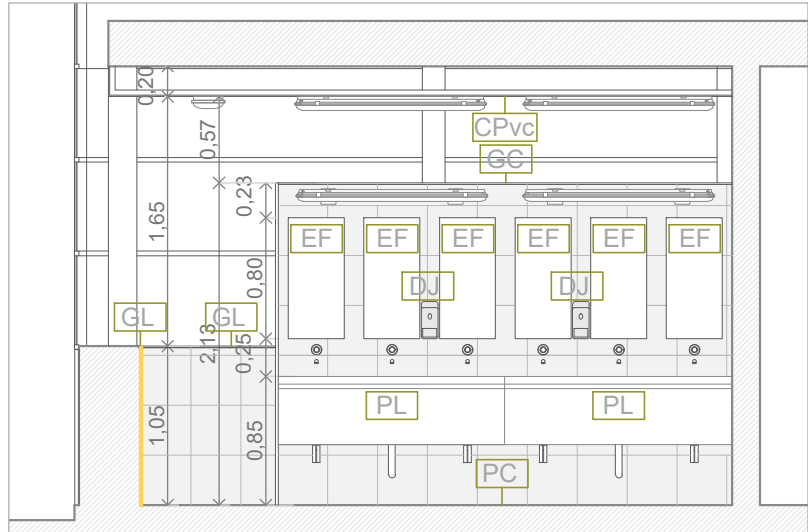 0,20
0,57
CPvc
GC
0,23
1,65
EF
EF
EF
EF
EF
EF
0,80
DJ
DJ
GL
GL
2,13
0,25
PL
PL
1,05
0,85
PC